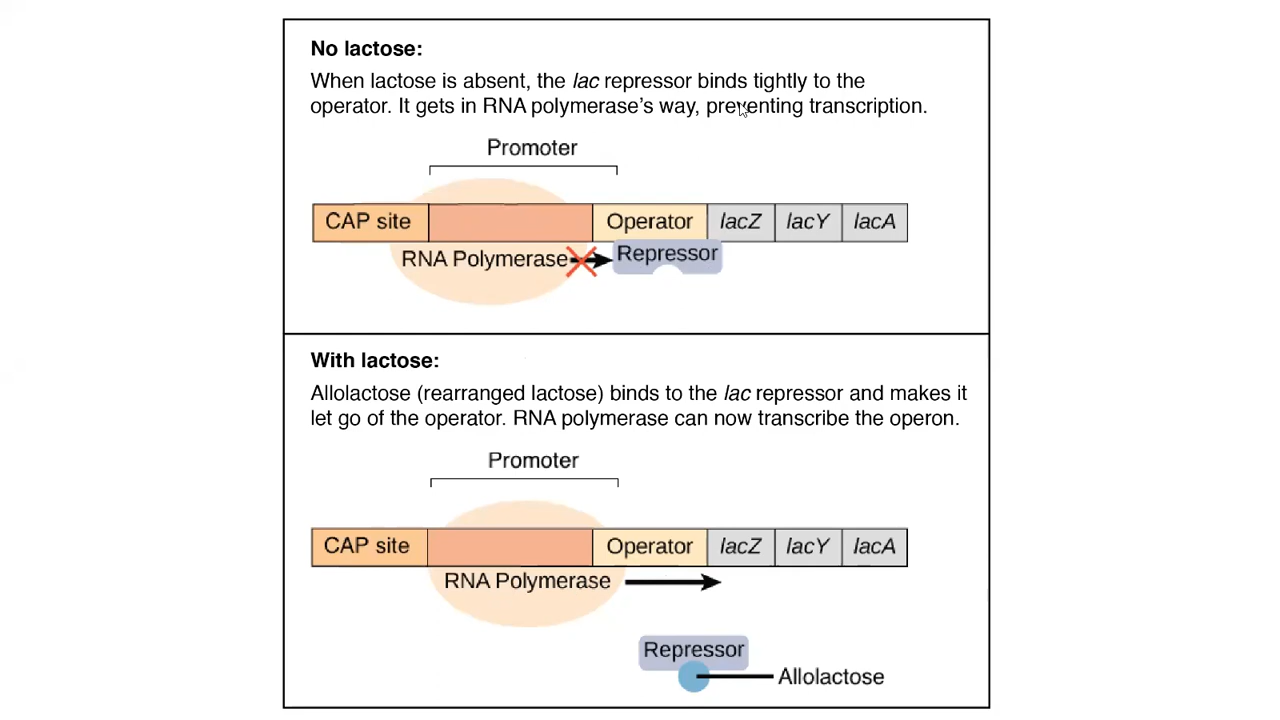 No lactose:
When lactose is absent, the lac repressor binds tightly to the
operator. It gets in RNA polymerase's way, preventing transcription.
Promoter
CAP site Operator lacZ lacY lacA
RNA Polymerase Repressor
With lactose:
Allolactose (rearranged lactose) binds to the lac repressor and makes it
let go of the operator. RNA polymerase can now transcribe the operon.
Promoter
CAP site Operator lacZ lacY lacA
RNA Polymerase
Repressor
Allolactose